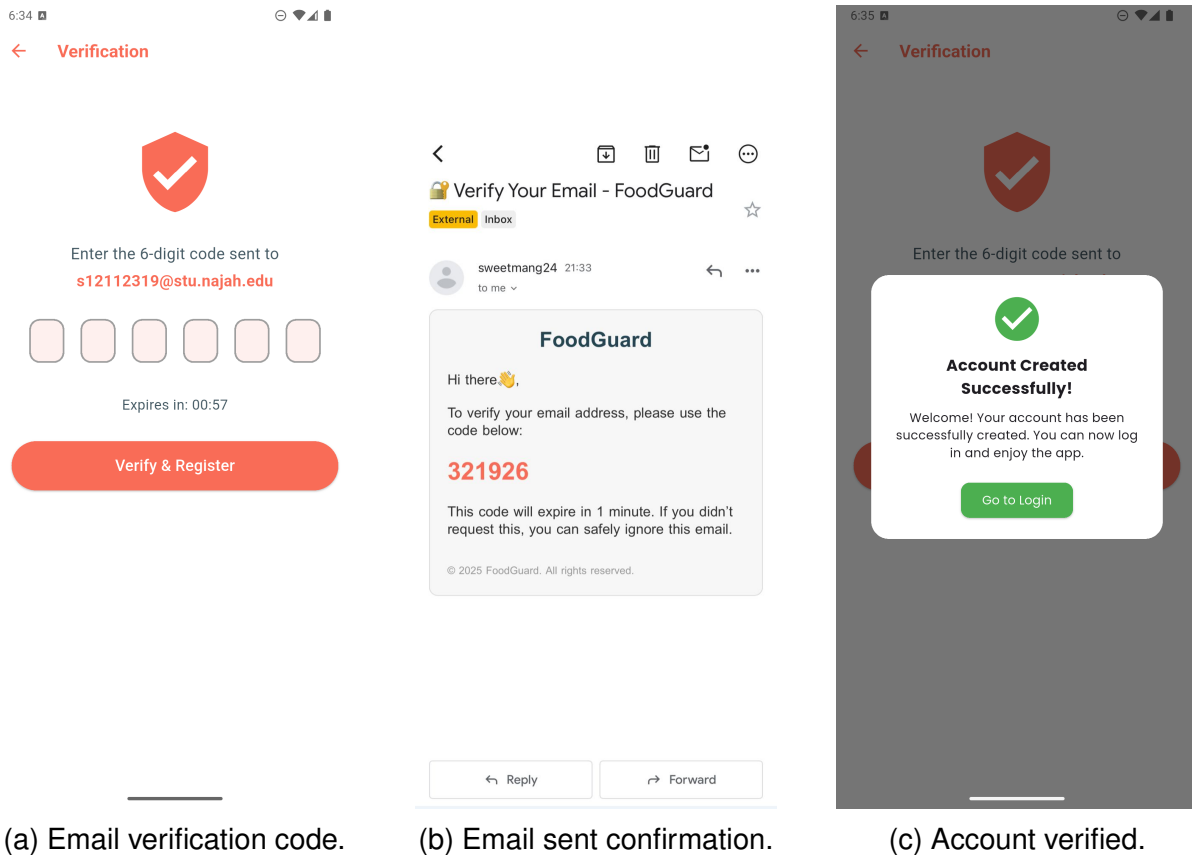 6:34
Verification
Enter the 6-digit code sent to
s12112319@stu.najah.edu
Expires in: 00:57
Verify & Register
(a) Email verification code.
🔐 Verify Your Email - FoodGuard
External Inbox
sweetmang24 21:33
to me
FoodGuard
Hi there👋,
To verify your email address, please use the
code below:
321926
This code will expire in 1 minute. If you didn't
request this, you can safely ignore this email.
© 2025 FoodGuard. All rights reserved.
Reply Forward
(b) Email sent confirmation.
6:35
Verification
Enter the 6-digit code sent to
Account Created
Successfully!
Welcome! Your account has been
successfully created. You can now log
in and enjoy the app.
Go to Login
(c) Account verified.